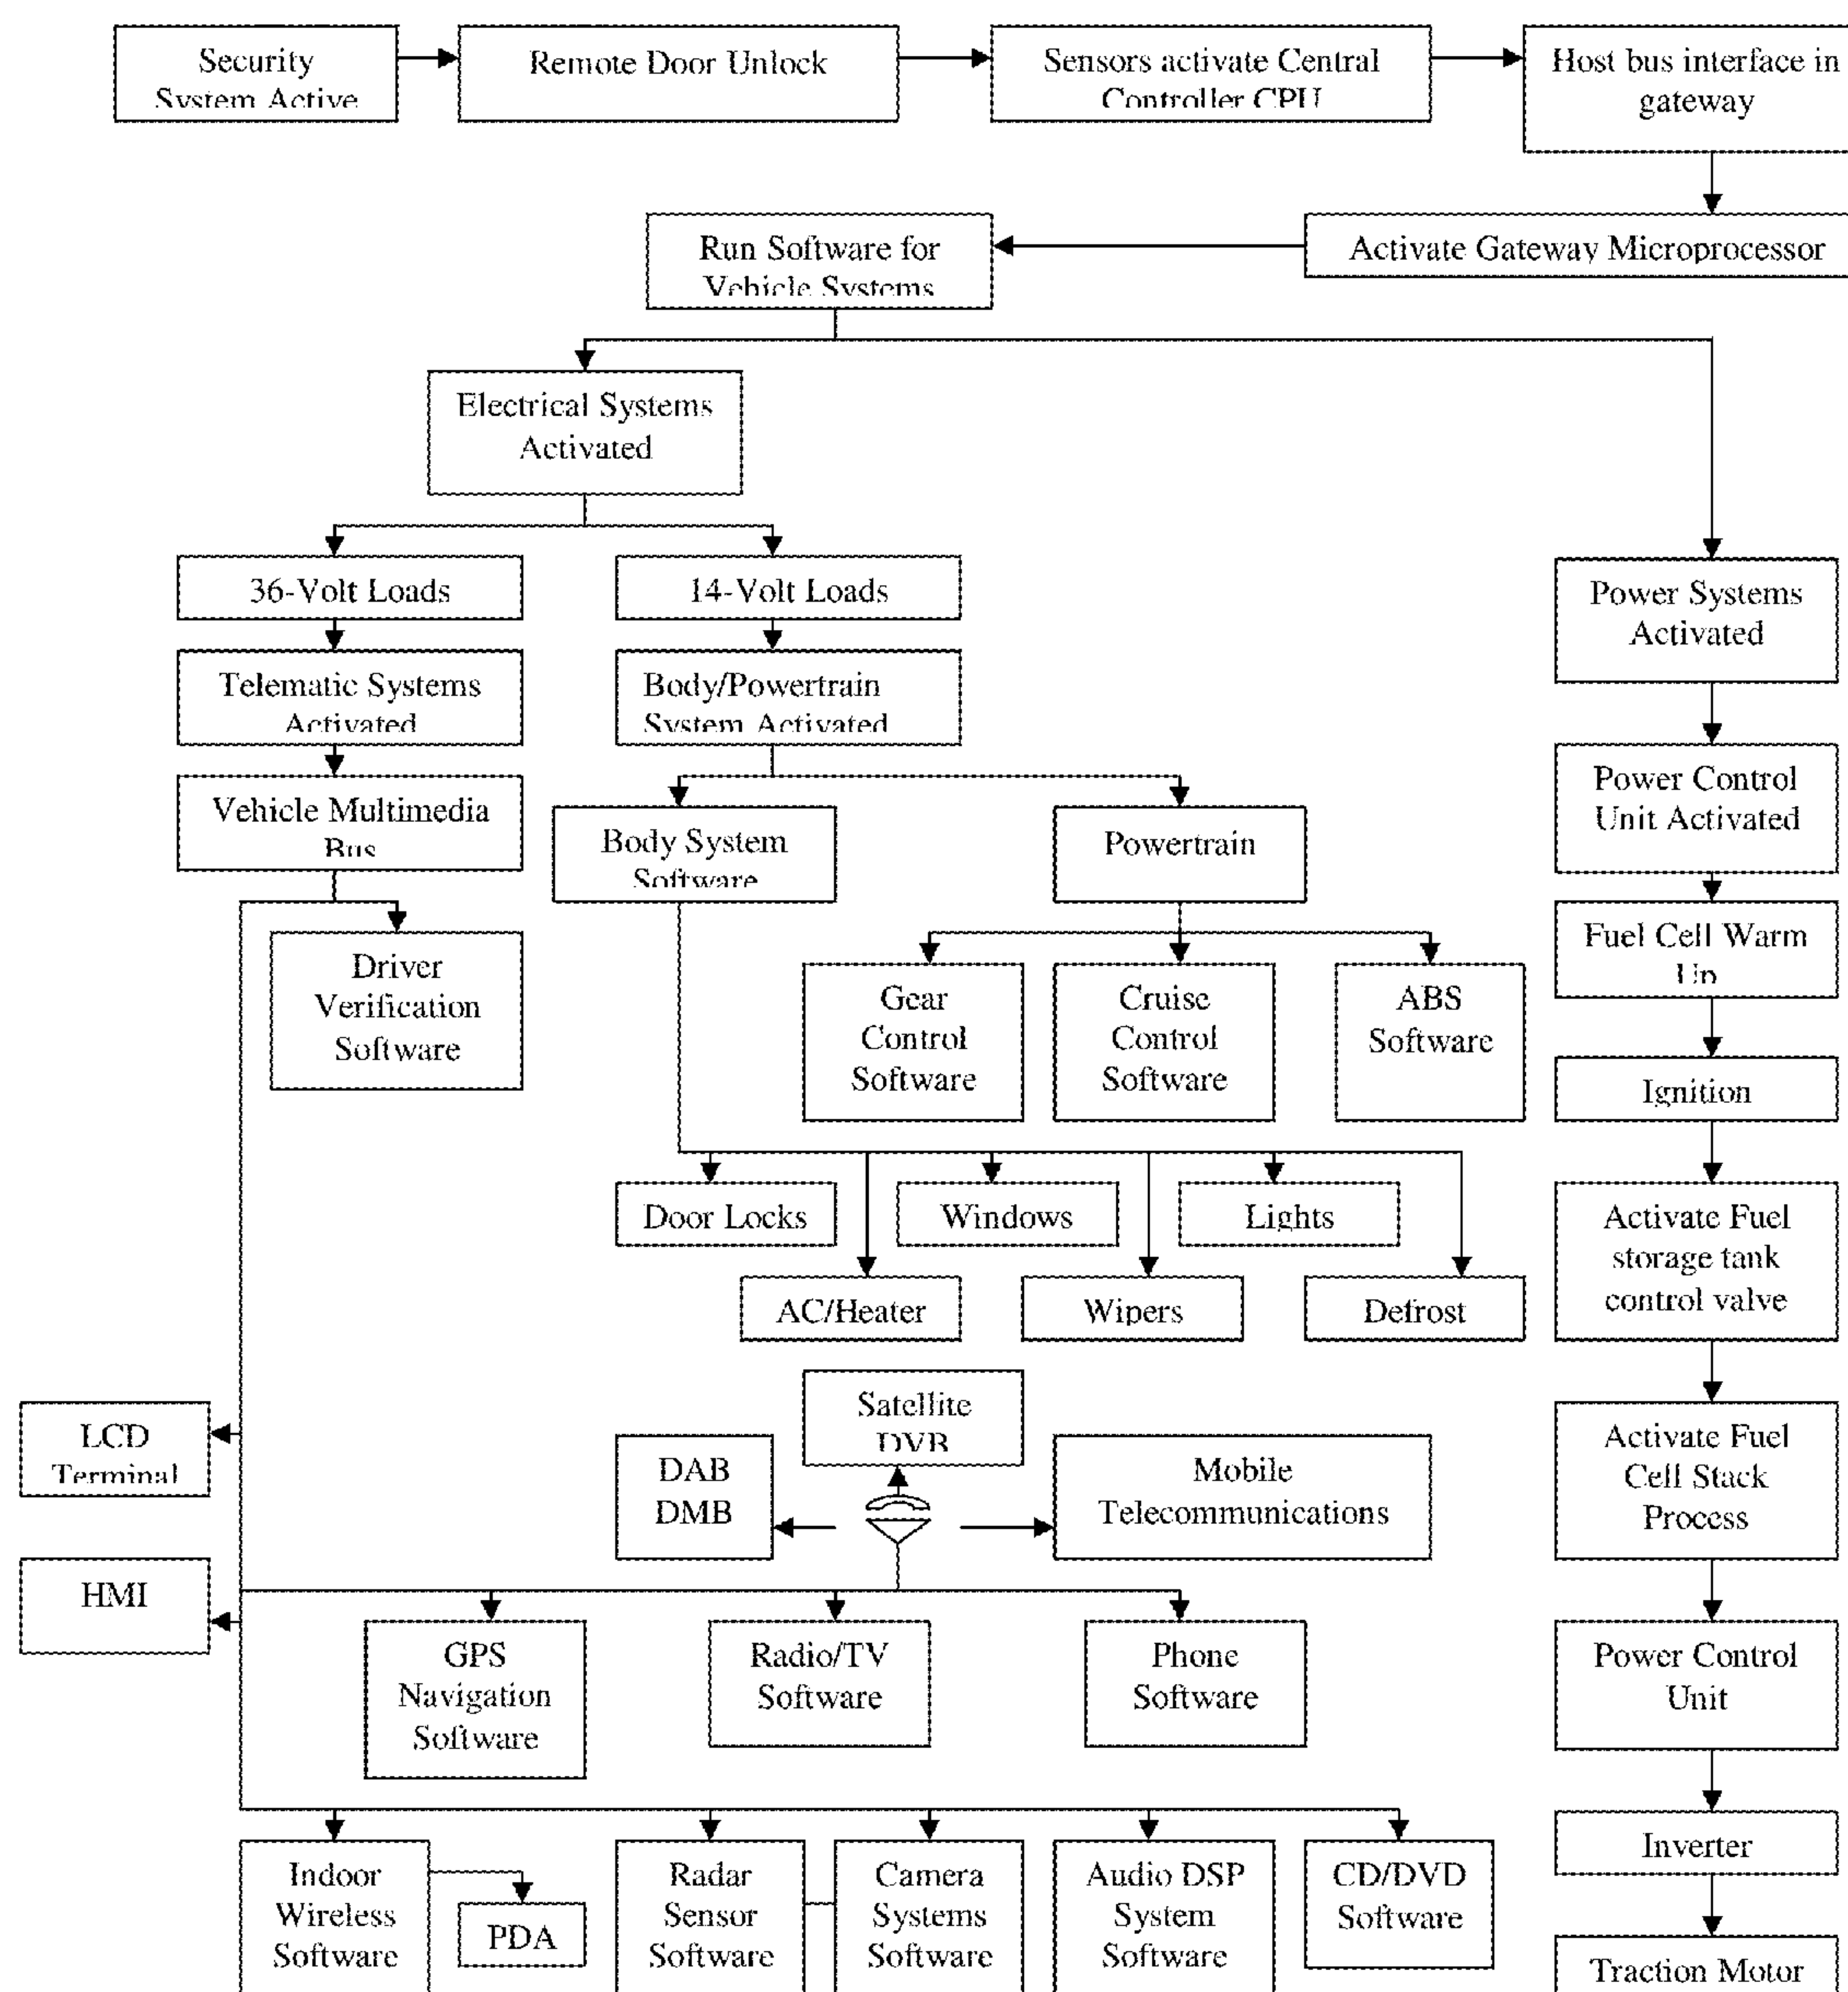 Security
System Active
Remote Door Unlock
Sensors activate Central
Controller CPU
Host bus interface in
gateway
Run Software for
Vehicle Systems
Activate Gateway Microprocessor
Electrical Systems
Activated
36-Volt Loads
14-Volt Loads
Power Systems
Activated
Telematic Systems
Activated
Body/Powertrain
System Activated
Power Control
Unit Activated
Vehicle Multimedia
Bus
Body System
Software
Powertrain
Fuel Cell Warm
Up
Driver
Verification
Software
Gear
Control
Software
Cruise
Control
Software
ABS
Software
Ignition
Door Locks
Windows
Lights
Activate Fuel
storage tank
control valve
AC/Heater
Wipers
Defrost
LCD
Terminal
Satellite
DVB
DAB
DMB
Mobile
Telecommunications
Activate Fuel
Cell Stack
Process
HMI
GPS
Navigation
Software
Radio/TV
Software
Phone
Software
Power Control
Unit
Inverter
Indoor
Wireless
Software
PDA
Radar
Sensor
Software
Camera
Systems
Software
Audio DSP
System
Software
CD/DVD
Software
Traction Motor